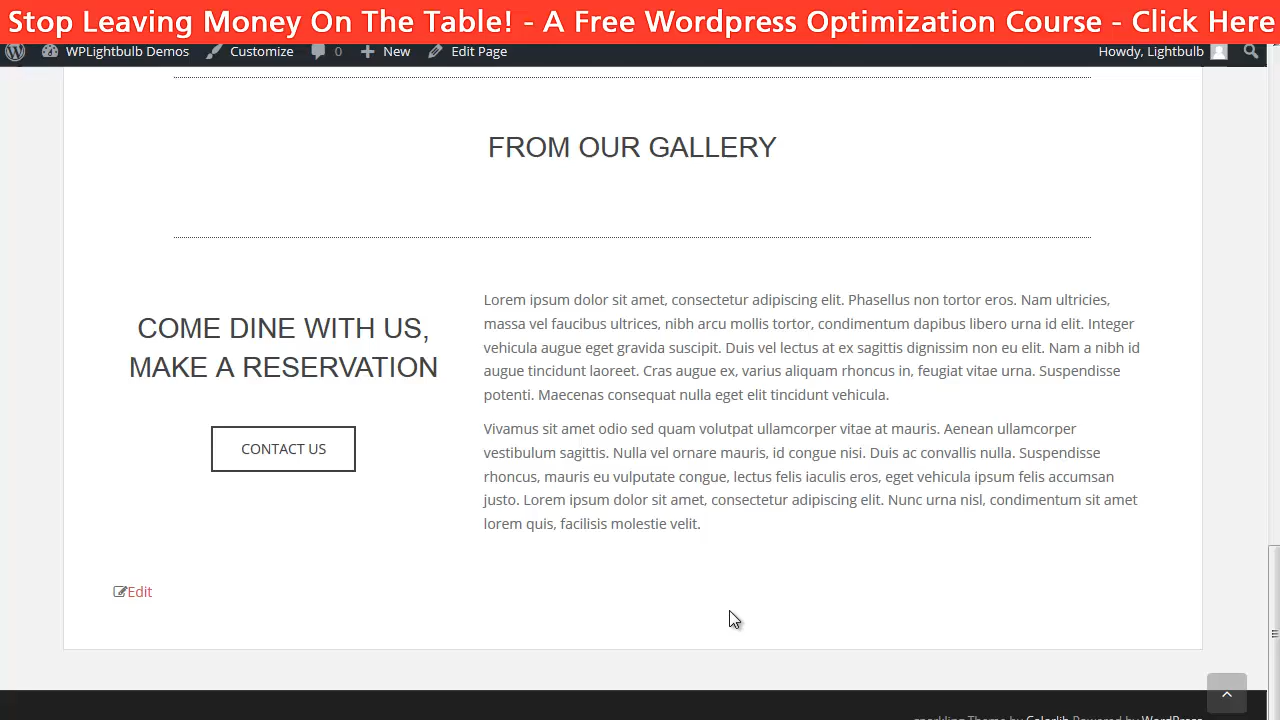 Stop Leaving Money On The Table! - A Free Wordpress Optimization Course - Click Here
WPLightbulb Demos Customize 0 New Edit Page Howdy, Lightbulb
FROM OUR GALLERY
COME DINE WITH US,
MAKE A RESERVATION
CONTACT US
Lorem ipsum dolor sit amet, consectetur adipiscing elit. Phasellus non tortor eros. Nam ultricies,
massa vel faucibus ultrices, nibh arcu mollis tortor, condimentum dapibus libero urna id elit. Integer
vehicula augue eget gravida suscipit. Duis vel lectus at ex sagittis dignissim non eu elit. Nam a nibh id
augue tincidunt laoreet. Cras augue ex, varius aliquam rhoncus in, feugiat vitae urna. Suspendisse
potenti. Maecenas consequat nulla eget elit tincidunt vehicula.
Vivamus sit amet odio sed quam volutpat ullamcorper vitae at mauris. Aenean ullamcorper
vestibulum sagittis. Nulla vel ornare mauris, id congue nisi. Duis ac convallis nulla. Suspendisse
rhoncus, mauris eu vulputate congue, lectus felis iaculis eros, eget vehicula ipsum felis accumsan
justo. Lorem ipsum dolor sit amet, consectetur adipiscing elit. Nunc urna nisl, condimentum sit amet
lorem quis, facilisis molestie velit.
Edit
sparkling Theme by Colorlib Powered by WordPress